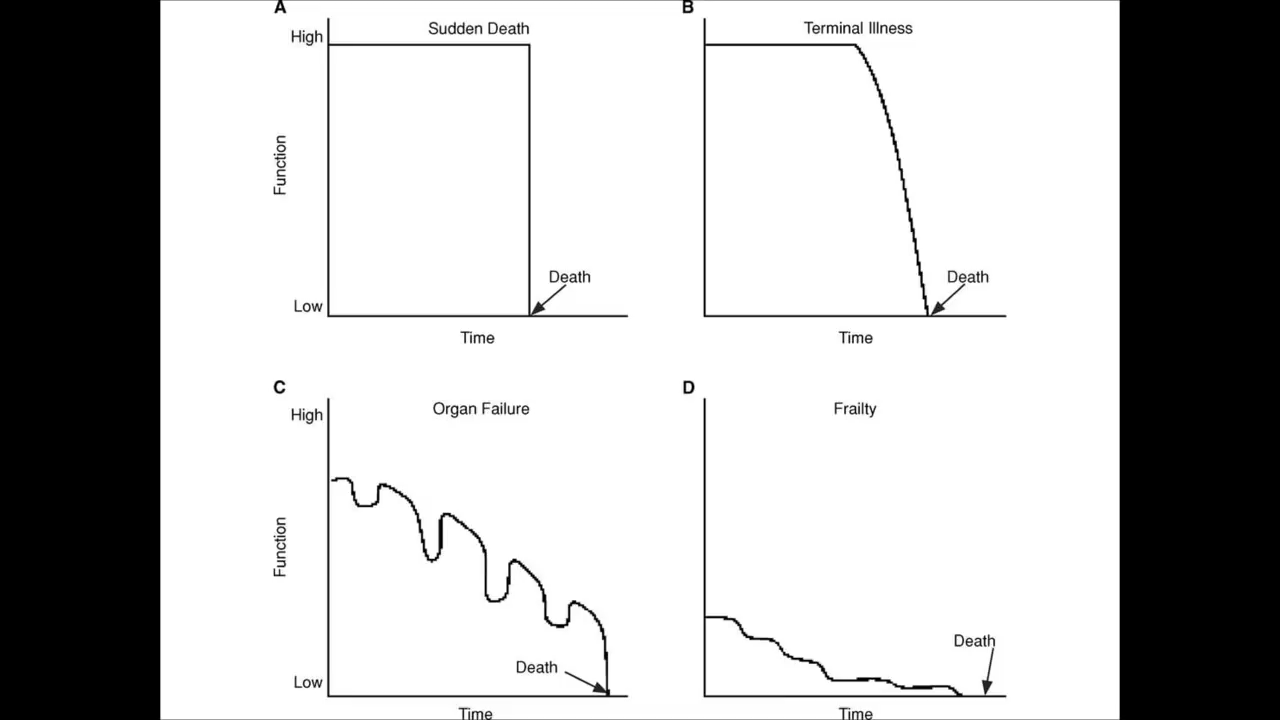 A
Sudden Death
High
Function
Low
Death
Time
B
Terminal Illness
Death
Time
C
Organ Failure
High
Function
Low
Death
Time
D
Frailty
Death
Time